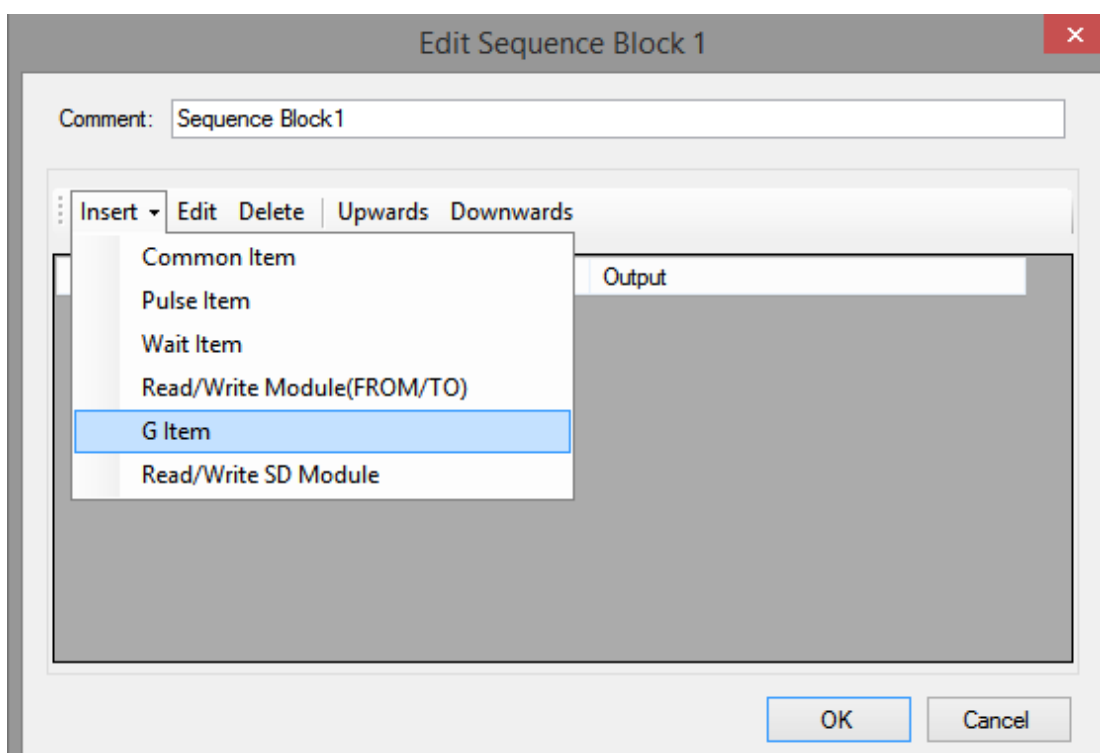 Edit Sequence Block 1
Comment: Sequence Block1
Insert Edit Delete Upwards Downwards
Common Item
Output
Pulse Item
Wait Item
Read/Write Module(FROM/TO)
G Item
Read/Write SD Module
OK Cancel